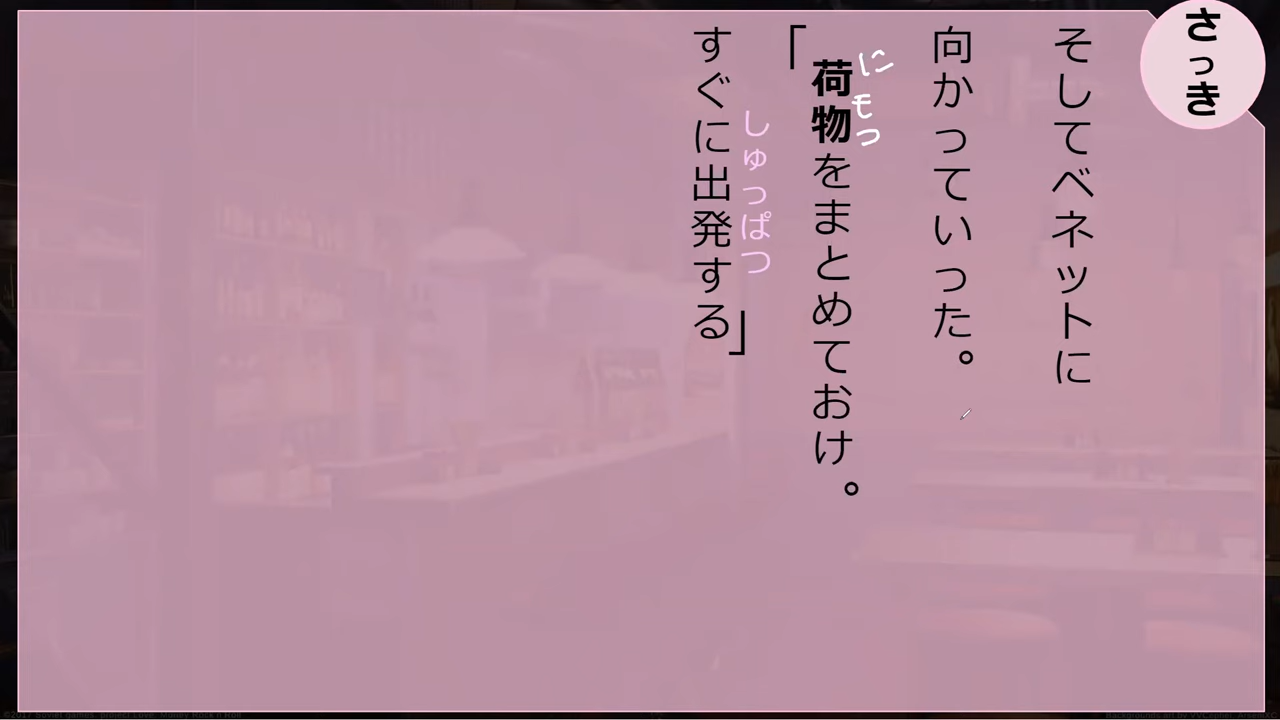 さっき
そしてベネットに
向かっていった。
「荷物をまとめておけ。
にモつ
すぐに出発する」
しゅっぱつ